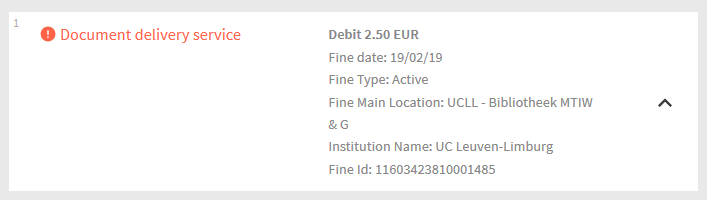 1
Document delivery service
Debit 2.50 EUR
Fine date: 19/02/19
Fine Type: Active
Fine Main Location: UCLL - Bibliotheek MTIW
& G
Institution Name: UC Leuven-Limburg
Fine Id: 11603423810001485